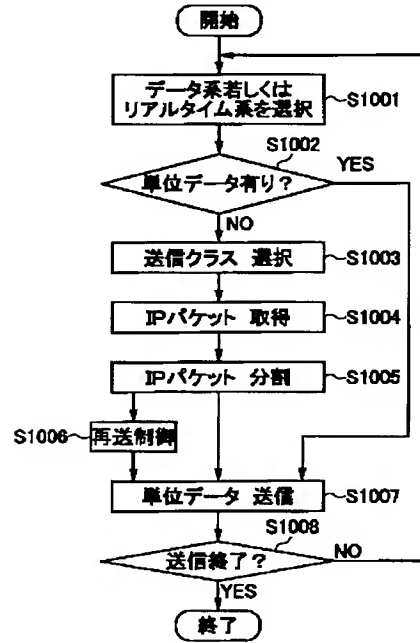 開始
データ系若しくは
リアルタイム系を選択
S1001
S1002
単位データ有り？
YES
NO
送信クラス 選択
S1003
IPパケット 取得
S1004
IPパケット 分割
S1005
S1006
再送制御
単位データ 送信
S1007
S1008
送信終了？
NO
YES
終了